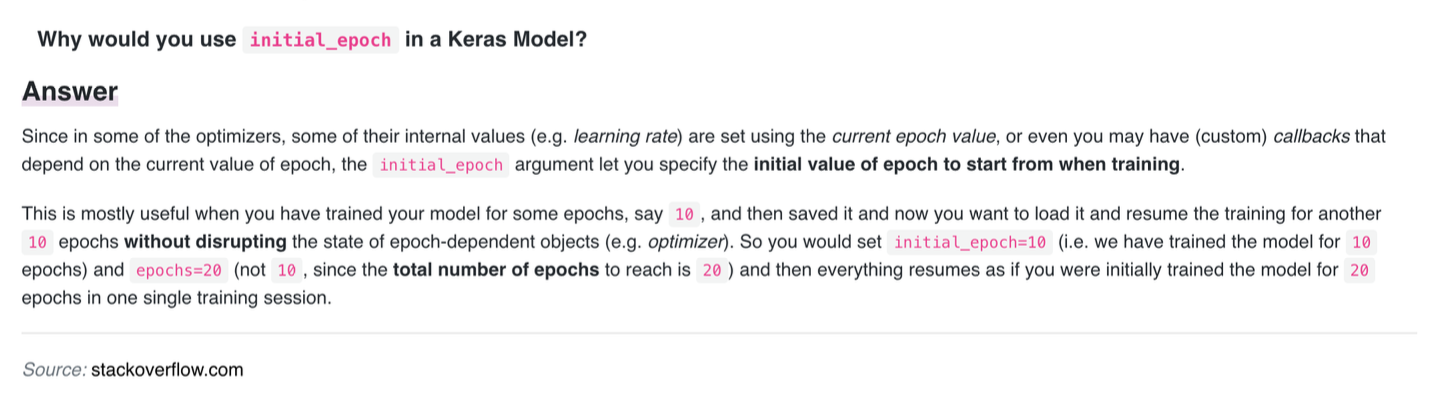 Why would you use initial_epoch in a Keras Model?
Answer
Since in some of the optimizers, some of their internal values (e.g. learning rate) are set using the current epoch value, or even you may have (custom) callbacks that
depend on the current value of epoch, the initial_epoch argument let you specify the initial value of epoch to start from when training.
This is mostly useful when you have trained your model for some epochs, say 10 , and then saved it and now you want to load it and resume the training for another
10 epochs without disrupting the state of epoch-dependent objects (e.g. optimizer). So you would set initial_epoch=10 (i.e. we have trained the model for 10
epochs) and epochs=20 (not 10 , since the total number of epochs to reach is 20 ) and then everything resumes as if you were initially trained the model for 20
epochs in one single training session.
Source: stackoverflow.com